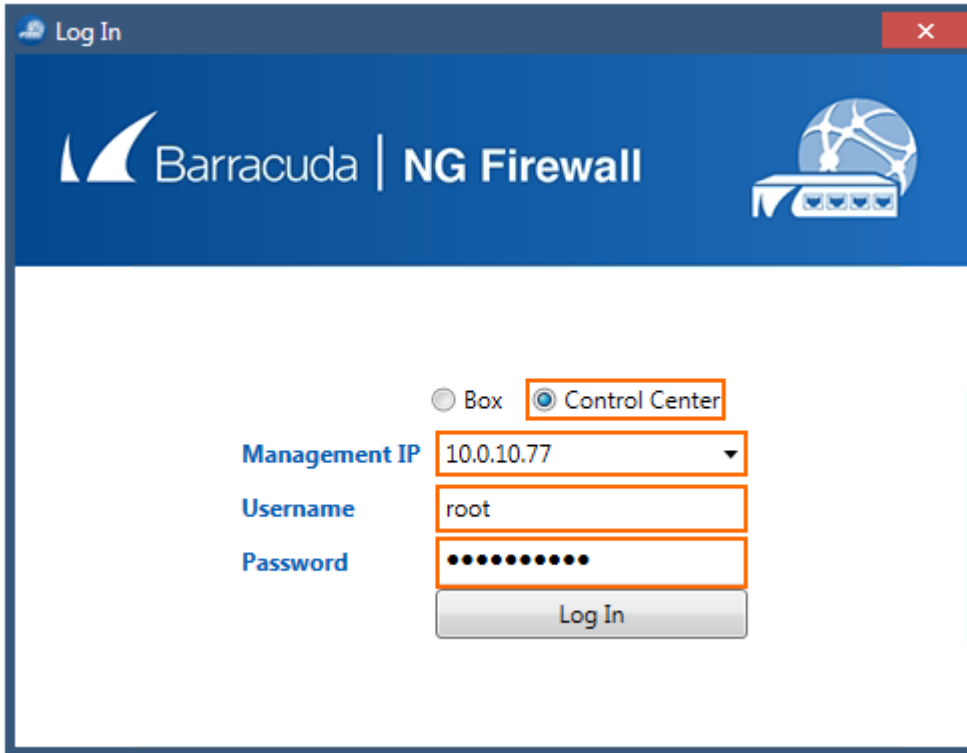 Log In
Barracuda | NG Firewall
Box Control Center
Management IP 10.0.10.77
Username root
Password ••••••••••
Log In